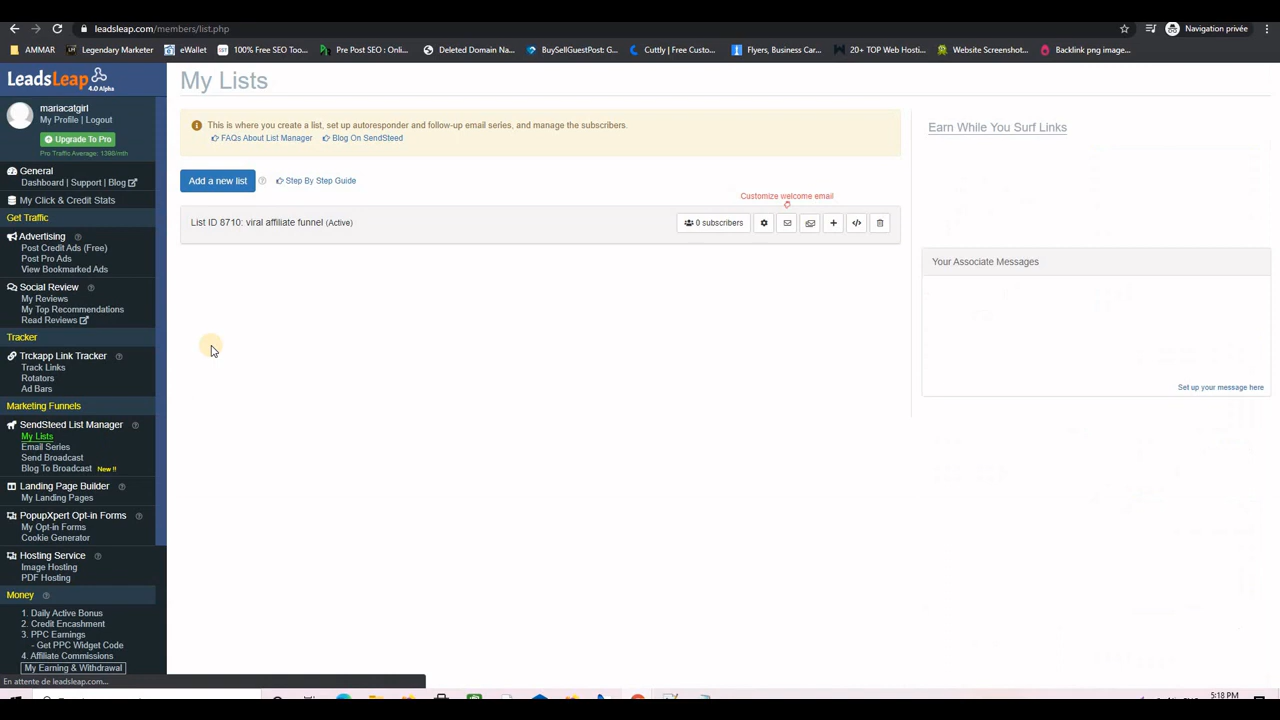 leadsleap.com/members/list.php
Navigation privée
AMMAR
Legendary Marketer
eWallet
100% Free SEO Too...
Pre Post SEO : Onli...
Deleted Domain Na...
BuySellGuestPost: G...
Cuttly | Free Custo...
Flyers, Business Car...
20+ TOP Web Hosti...
Website Screenshot...
Backlink png image...
LeadsLeap
4.0 Alpha
mariacatgirl
My Profile | Logout
Upgrade To Pro
Pro Traffic Average: 1390/mth
General
Dashboard | Support | Blog
My Click & Credit Stats
Get Traffic
Advertising
Post Credit Ads (Free)
Post Pro Ads
View Bookmarked Ads
Social Review
My Reviews
My Top Recommendations
Read Reviews
Tracker
Trckapp Link Tracker
Track Links
Rotators
Ad Bars
Marketing Funnels
SendSteed List Manager
My Lists
Email Series
Send Broadcast
Blog To Broadcast New !!
Landing Page Builder
My Landing Pages
PopupXpert Opt-in Forms
My Opt-in Forms
Cookie Generator
Hosting Service
Image Hosting
PDF Hosting
Money
1. Daily Active Bonus
2. Credit Encashment
3. PPC Earnings
- Get PPC Widget Code
4. Affiliate Commissions
My Earning & Withdrawal
En attente de leadsleap.com...
My Lists
This is where you create a list, set up autoresponder and follow-up email series, and manage the subscribers.
FAQs About List Manager Blog On SendSteed
Add a new list Step By Step Guide
Customize welcome email
List ID 8710: viral affiliate funnel (Active)
0 subscribers
Earn While You Surf Links
Your Associate Messages
Set up your message here
5:18 PM